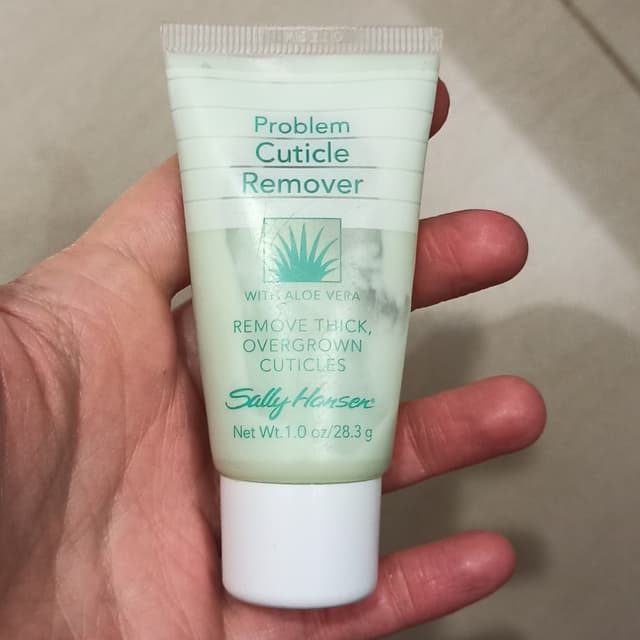 Problem
Cuticle
Remover
WITH ALOE VERA
REMOVE THICK,
OVERGROWN
CUTICLES
Sally Hansen®
Net Wt.1.0 oz/28.3 g